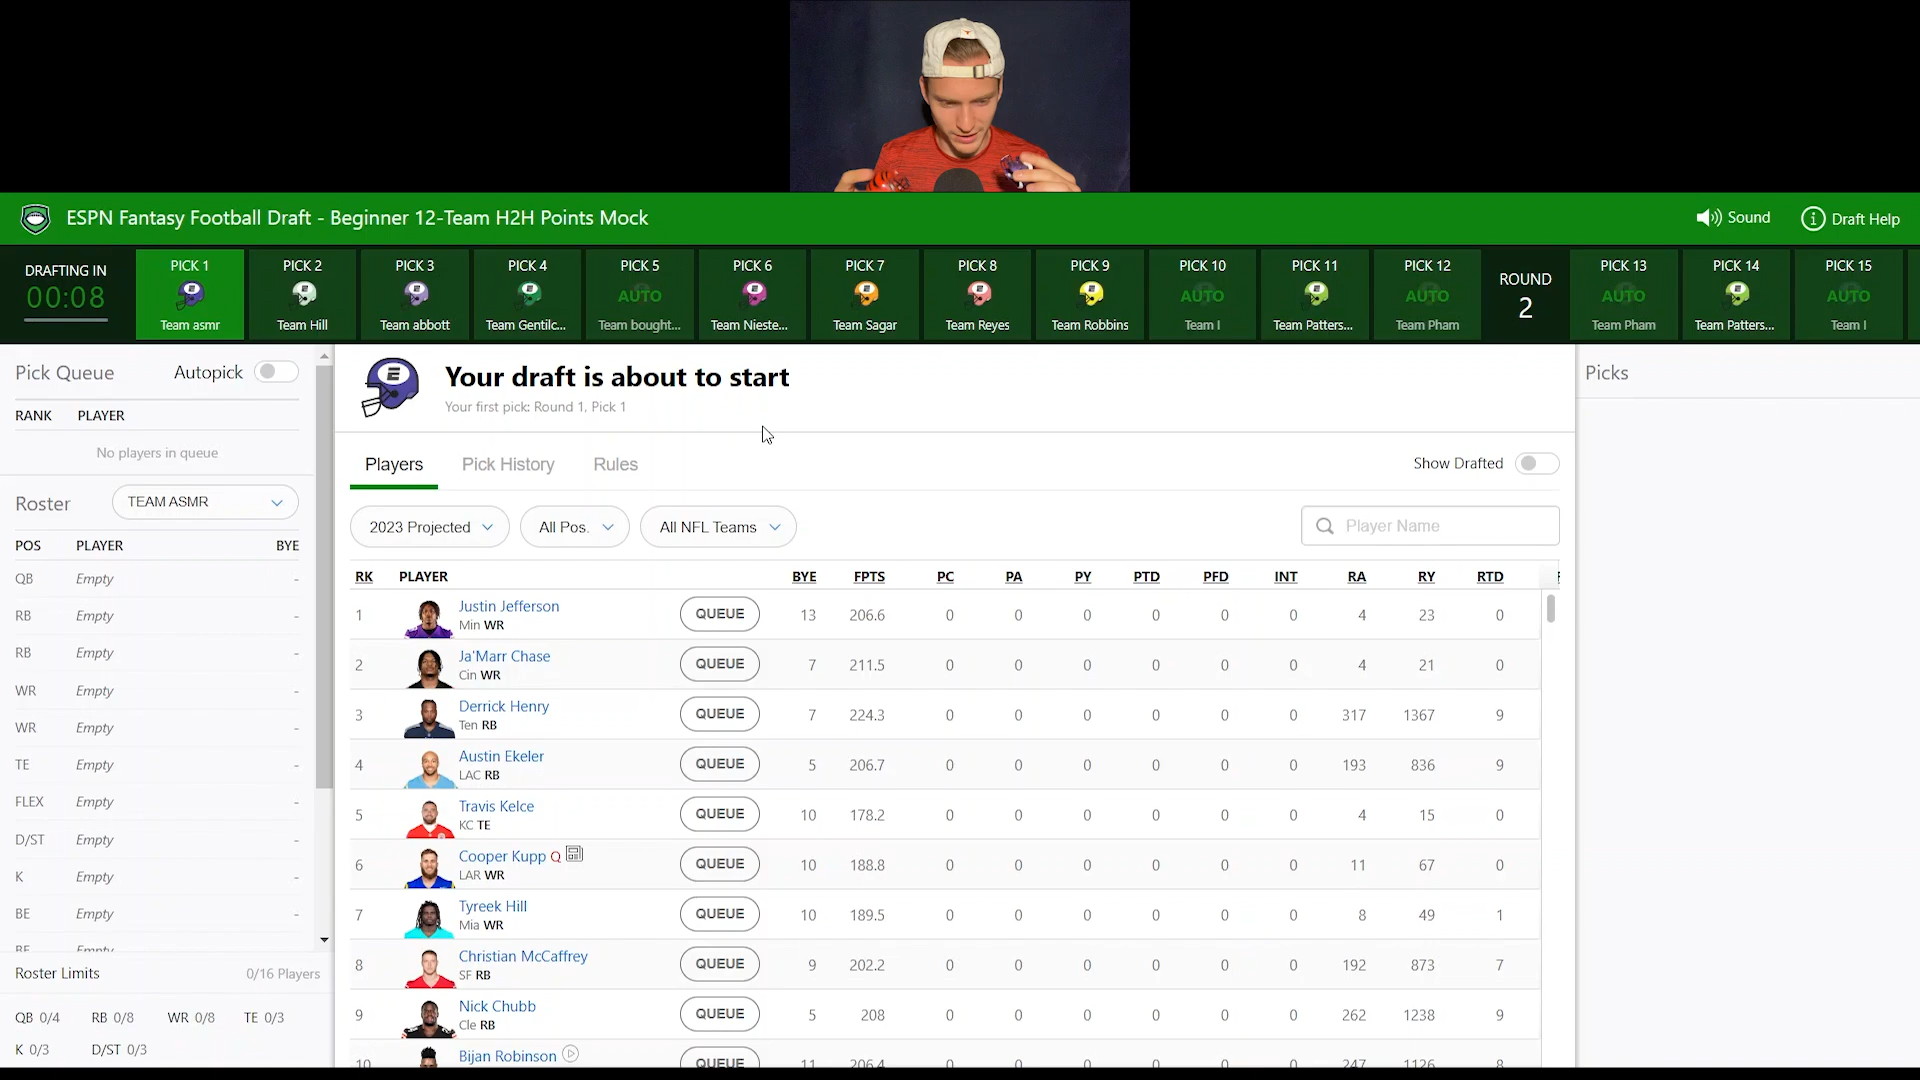 ESPN Fantasy Football Draft - Beginner 12-Team H2H Points Mock
Sound
Draft Help
DRAFTING IN
00:08
PICK 1
Team asmr
PICK 2
Team Hill
PICK 3
Team abbott
PICK 4
Team Gentilc...
PICK 5
AUTO
Team bought...
PICK 6
Team Nieste...
PICK 7
Team Sagar
PICK 8
Team Reyes
PICK 9
Team Robbins
PICK 10
AUTO
Team I
PICK 11
Team Patters...
PICK 12
AUTO
Team Pham
ROUND
2
PICK 13
AUTO
Team Pham
PICK 14
Team Patters...
PICK 15
AUTO
Team I
Pick Queue
Autopick
RANK PLAYER
No players in queue
Roster
TEAM ASMR
POS PLAYER BYE
QB Empty -
RB Empty -
RB Empty -
WR Empty -
WR Empty -
TE Empty -
FLEX Empty -
D/ST Empty -
K Empty -
BE Empty -
BE Empty
Roster Limits 0/16 Players
QB 0/4 RB 0/8 WR 0/8 TE 0/3
K 0/3 D/ST 0/3
Your draft is about to start
Your first pick: Round 1, Pick 1
Players Pick History Rules
Show Drafted
2023 Projected
All Pos.
All NFL Teams
Player Name
RK PLAYER BYE FPTS PC PA PY PTD PFD INT RA RY RTD
1 Justin Jefferson QUEUE 13 206.6 0 0 0 0 0 0 4 23 0
Min WR
2 Ja'Marr Chase QUEUE 7 211.5 0 0 0 0 0 0 4 21 0
Cin WR
3 Derrick Henry QUEUE 7 224.3 0 0 0 0 0 0 317 1367 9
Ten RB
4 Austin Ekeler QUEUE 5 206.7 0 0 0 0 0 0 193 836 9
LAC RB
5 Travis Kelce QUEUE 10 178.2 0 0 0 0 0 0 4 15 0
KC TE
6 Cooper Kupp Q QUEUE 10 188.8 0 0 0 0 0 0 11 67 0
LAR WR
7 Tyreek Hill QUEUE 10 189.5 0 0 0 0 0 0 8 49 1
Mia WR
8 Christian McCaffrey QUEUE 9 202.2 0 0 0 0 0 0 192 873 7
SF RB
9 Nick Chubb QUEUE 5 208 0 0 0 0 0 0 262 1238 9
Cle RB
10 Bijan Robinson QUEUE 11 206.4 0 0 0 0 0 0 247 1126 8
Picks